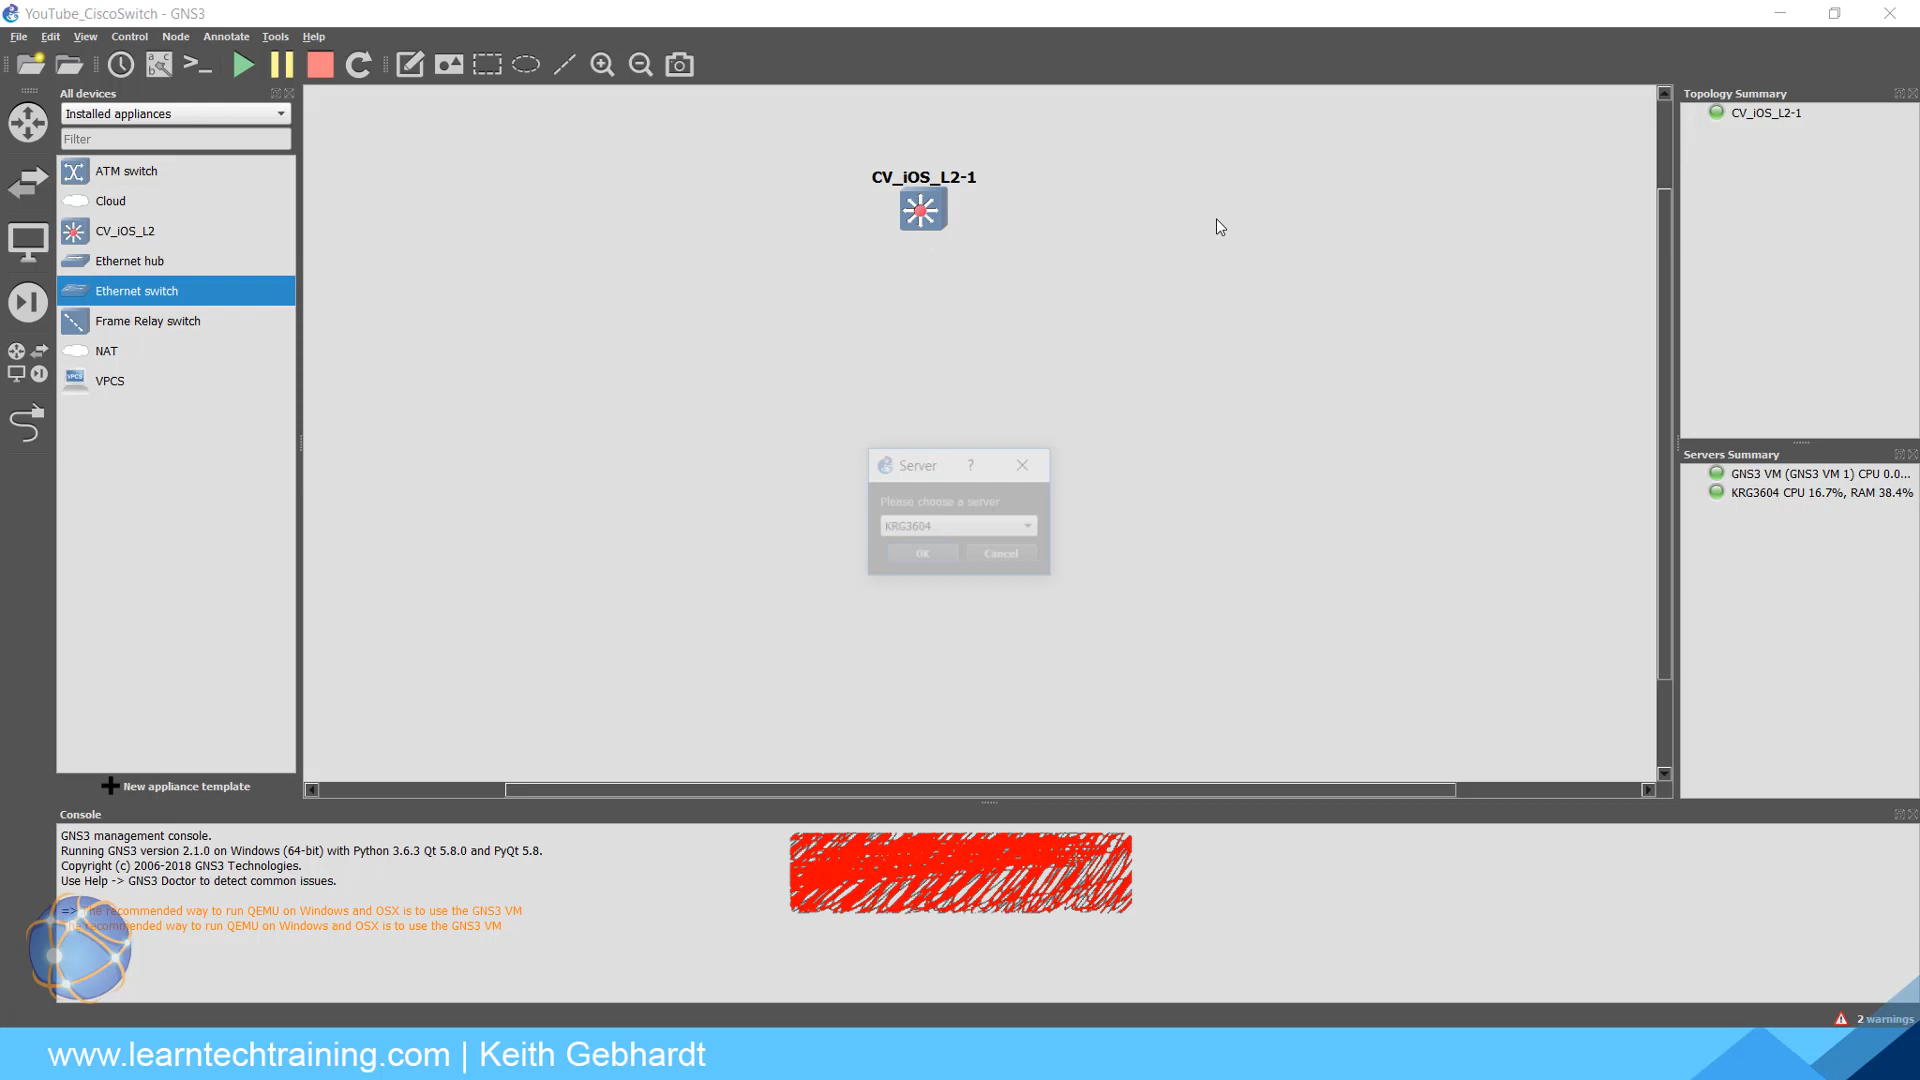 YouTube_CiscoSwitch - GNS3
File Edit View Control Node Annotate Tools Help
All devices
Installed appliances
Filter
ATM switch
Cloud
CV_iOS_L2
Ethernet hub
Ethernet switch
Frame Relay switch
NAT
VPCS
New appliance template
CV_iOS_L2-1
Server ?
Please choose a server
KRG3604
OK Cancel
Topology Summary
CV_iOS_L2-1
Servers Summary
GNS3 VM (GNS3 VM 1) CPU 0.0...
KRG3604 CPU 16.7%, RAM 38.4%
Console
GNS3 management console.
Running GNS3 version 2.1.0 on Windows (64-bit) with Python 3.6.3 Qt 5.8.0 and PyQt 5.8.
Copyright (c) 2006-2018 GNS3 Technologies.
Use Help -> GNS3 Doctor to detect common issues.
=> The recommended way to run QEMU on Windows and OSX is to use the GNS3 VM
The recommended way to run QEMU on Windows and OSX is to use the GNS3 VM
2 warnings
www.learntechtraining.com | Keith Gebhardt